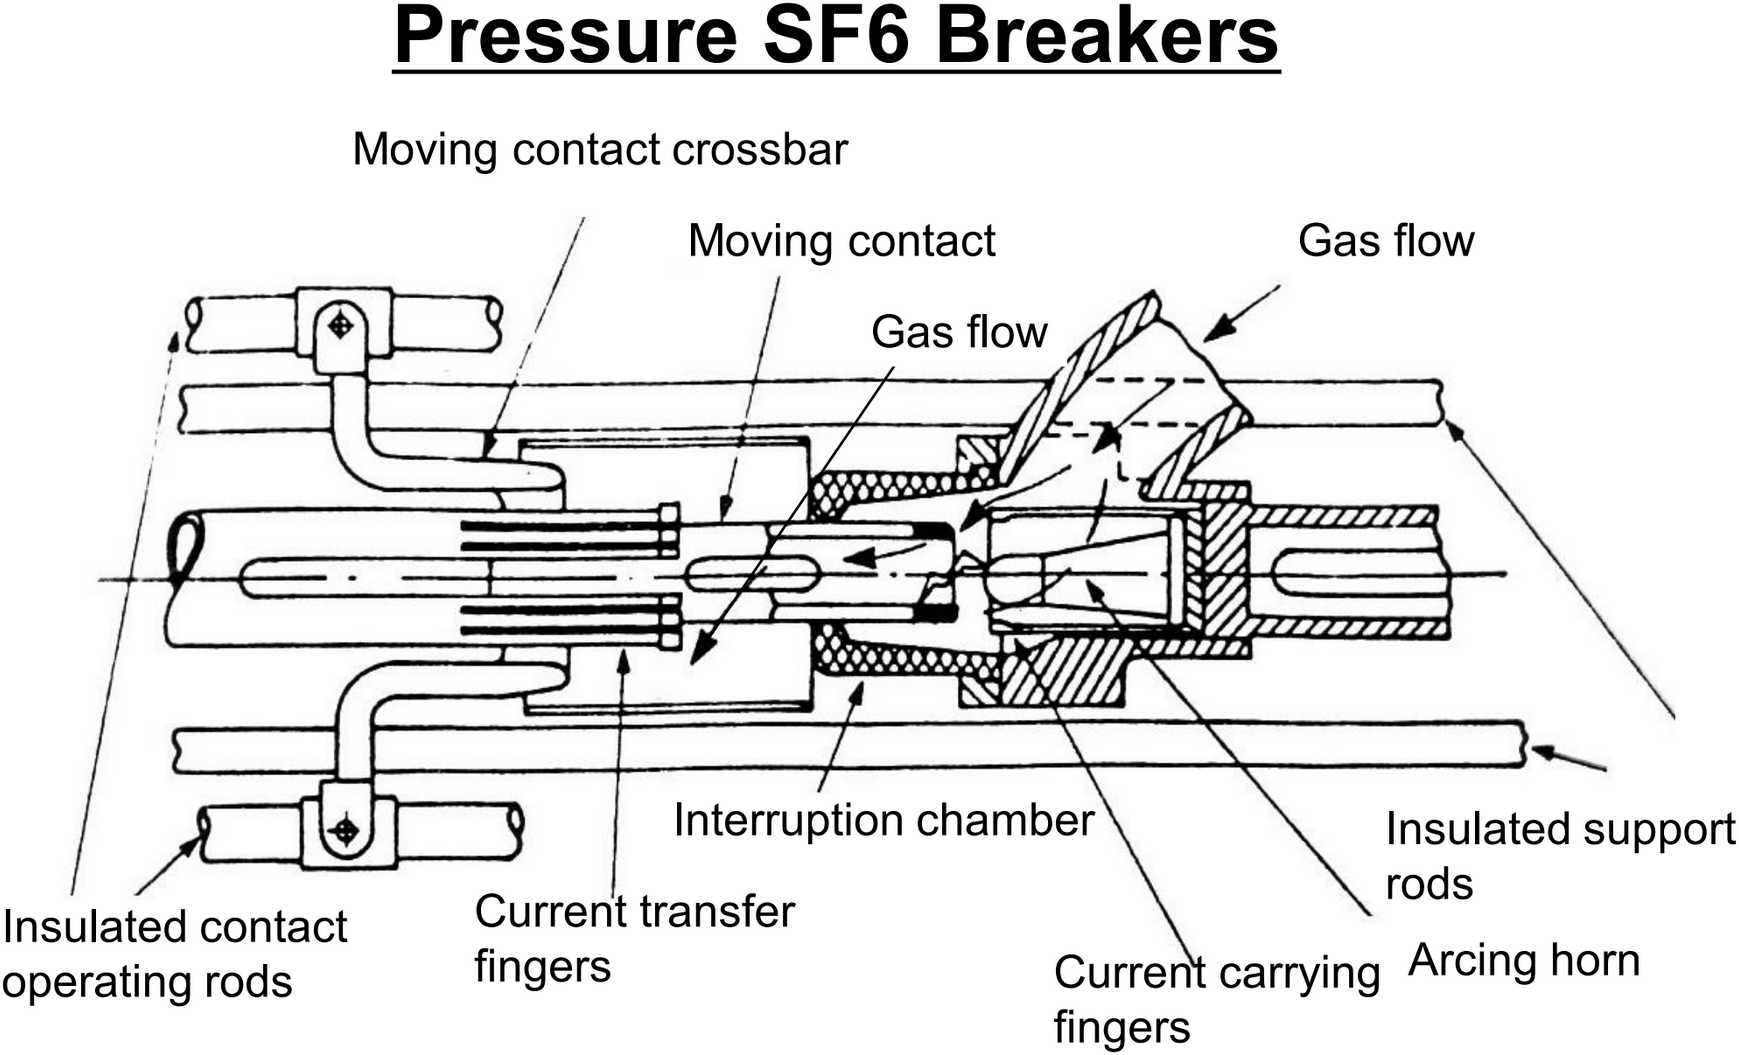 Pressure SF6 Breakers
Moving contact crossbar
Moving contact
Gas flow
Gas flow
Interruption chamber
Insulated support
rods
Current transfer
fingers
Insulated contact
operating rods
Arcing horn
Current carrying
fingers